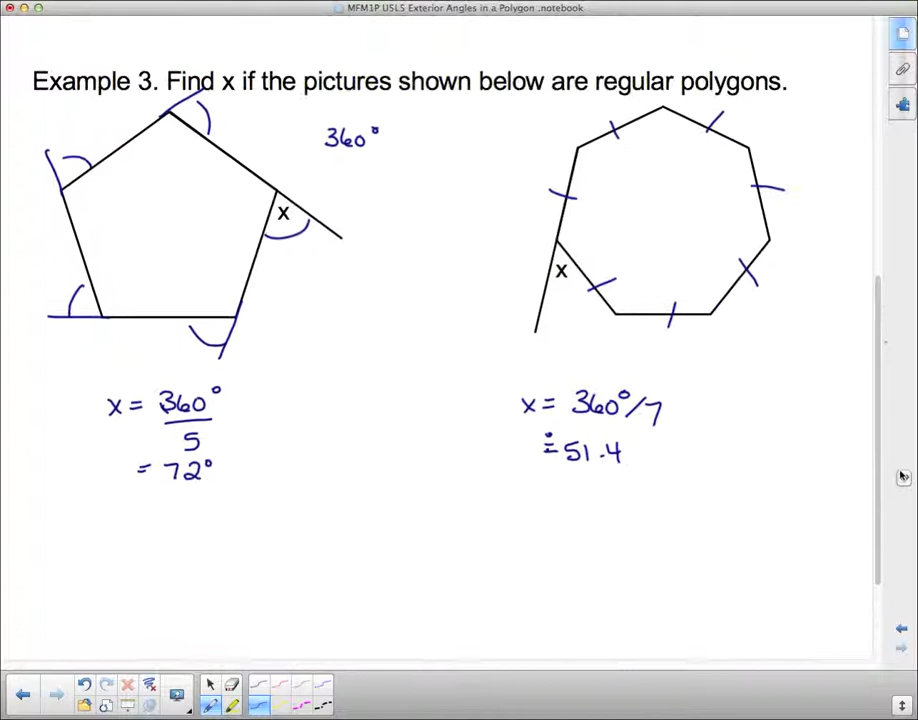 MFM1P USLS Exterior Angles in a Polygon .notebook
Example 3. Find x if the pictures shown below are regular polygons.
360°
x
x
x = 360°
5
= 72°
x = 360°/7
≐ 51.4